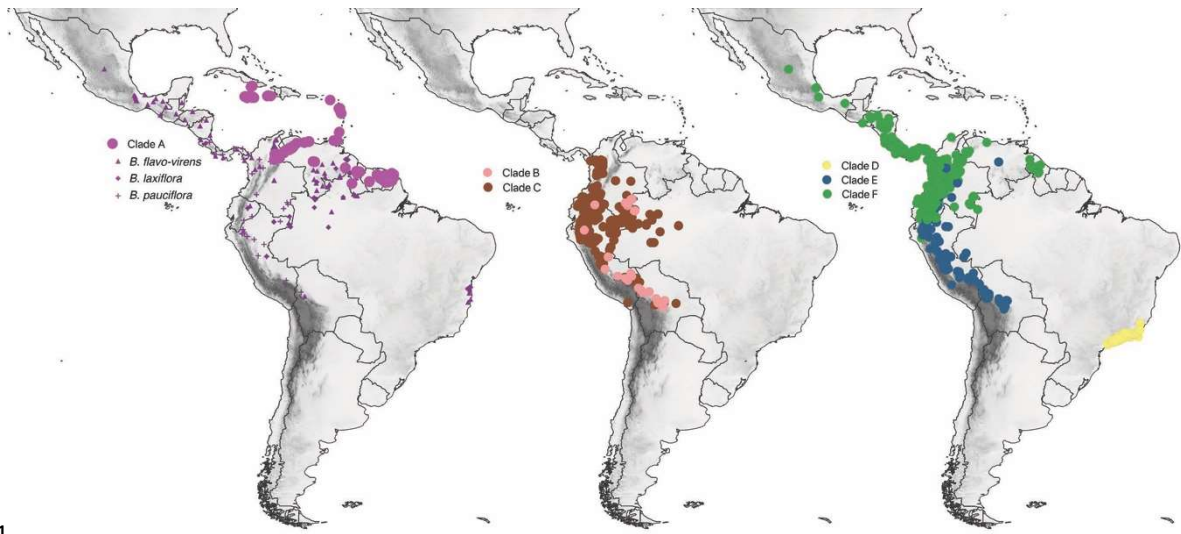 Clade A
B. flavo-virens
B. laxiflora
B. pauciflora
Clade B
Clade C
Clade D
Clade E
Clade F
1